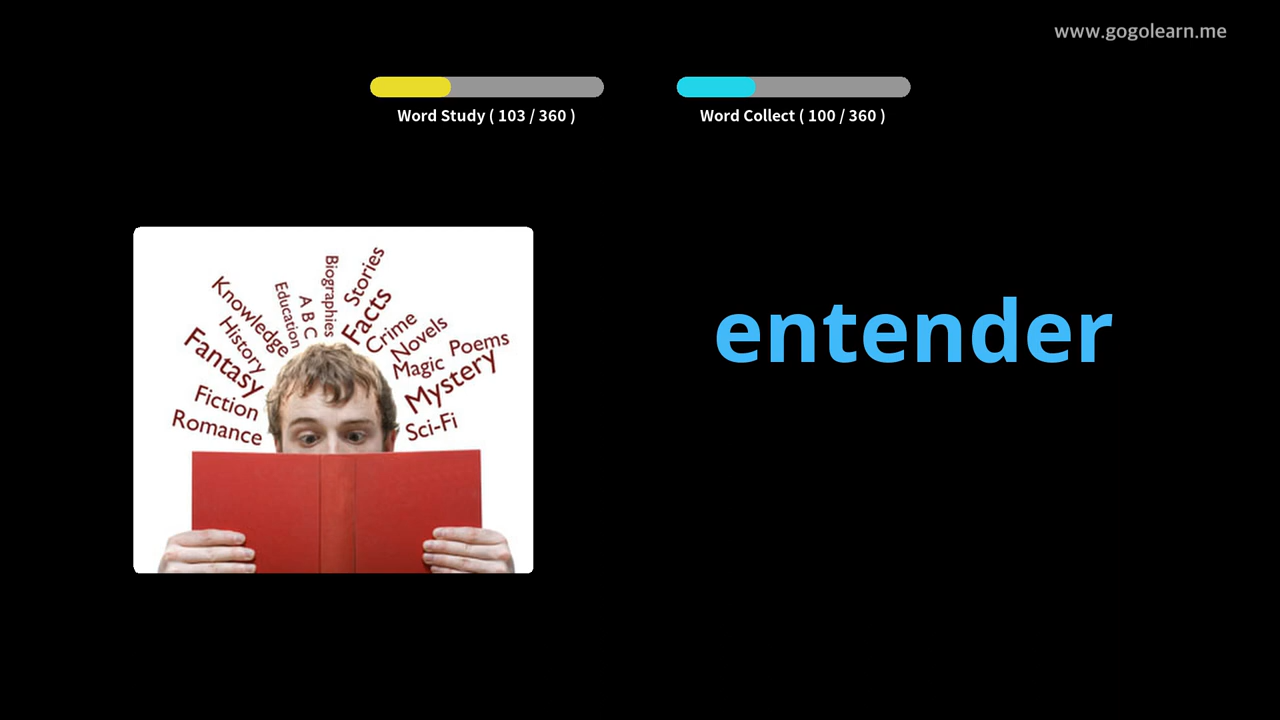 www.gogolearn.me
Word Study ( 103 / 360 )
Word Collect ( 100 / 360 )
entender
Knowledge
Education
A B C
Biographies
Stories
Facts
History
Fantasy
Crime
Novels
Poems
Magic
Mystery
Fiction
Romance
Sci-Fi